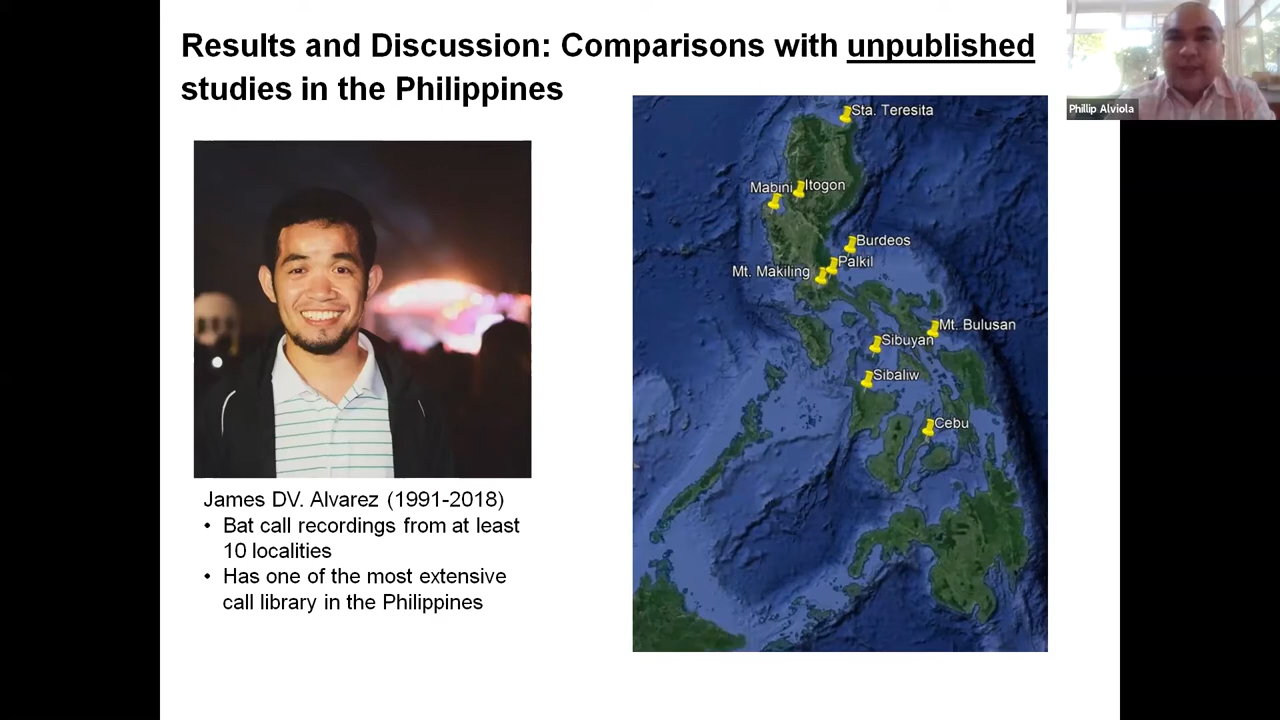 Results and Discussion: Comparisons with unpublished
studies in the Philippines
Phillip Alviola
Sta. Teresita
Mabini
Itogon
Burdeos
Palkil
Mt. Makiling
Mt. Bulusan
Sibuyan
Sibaliw
Cebu
James DV. Alvarez (1991-2018)
• Bat call recordings from at least
10 localities
• Has one of the most extensive
call library in the Philippines